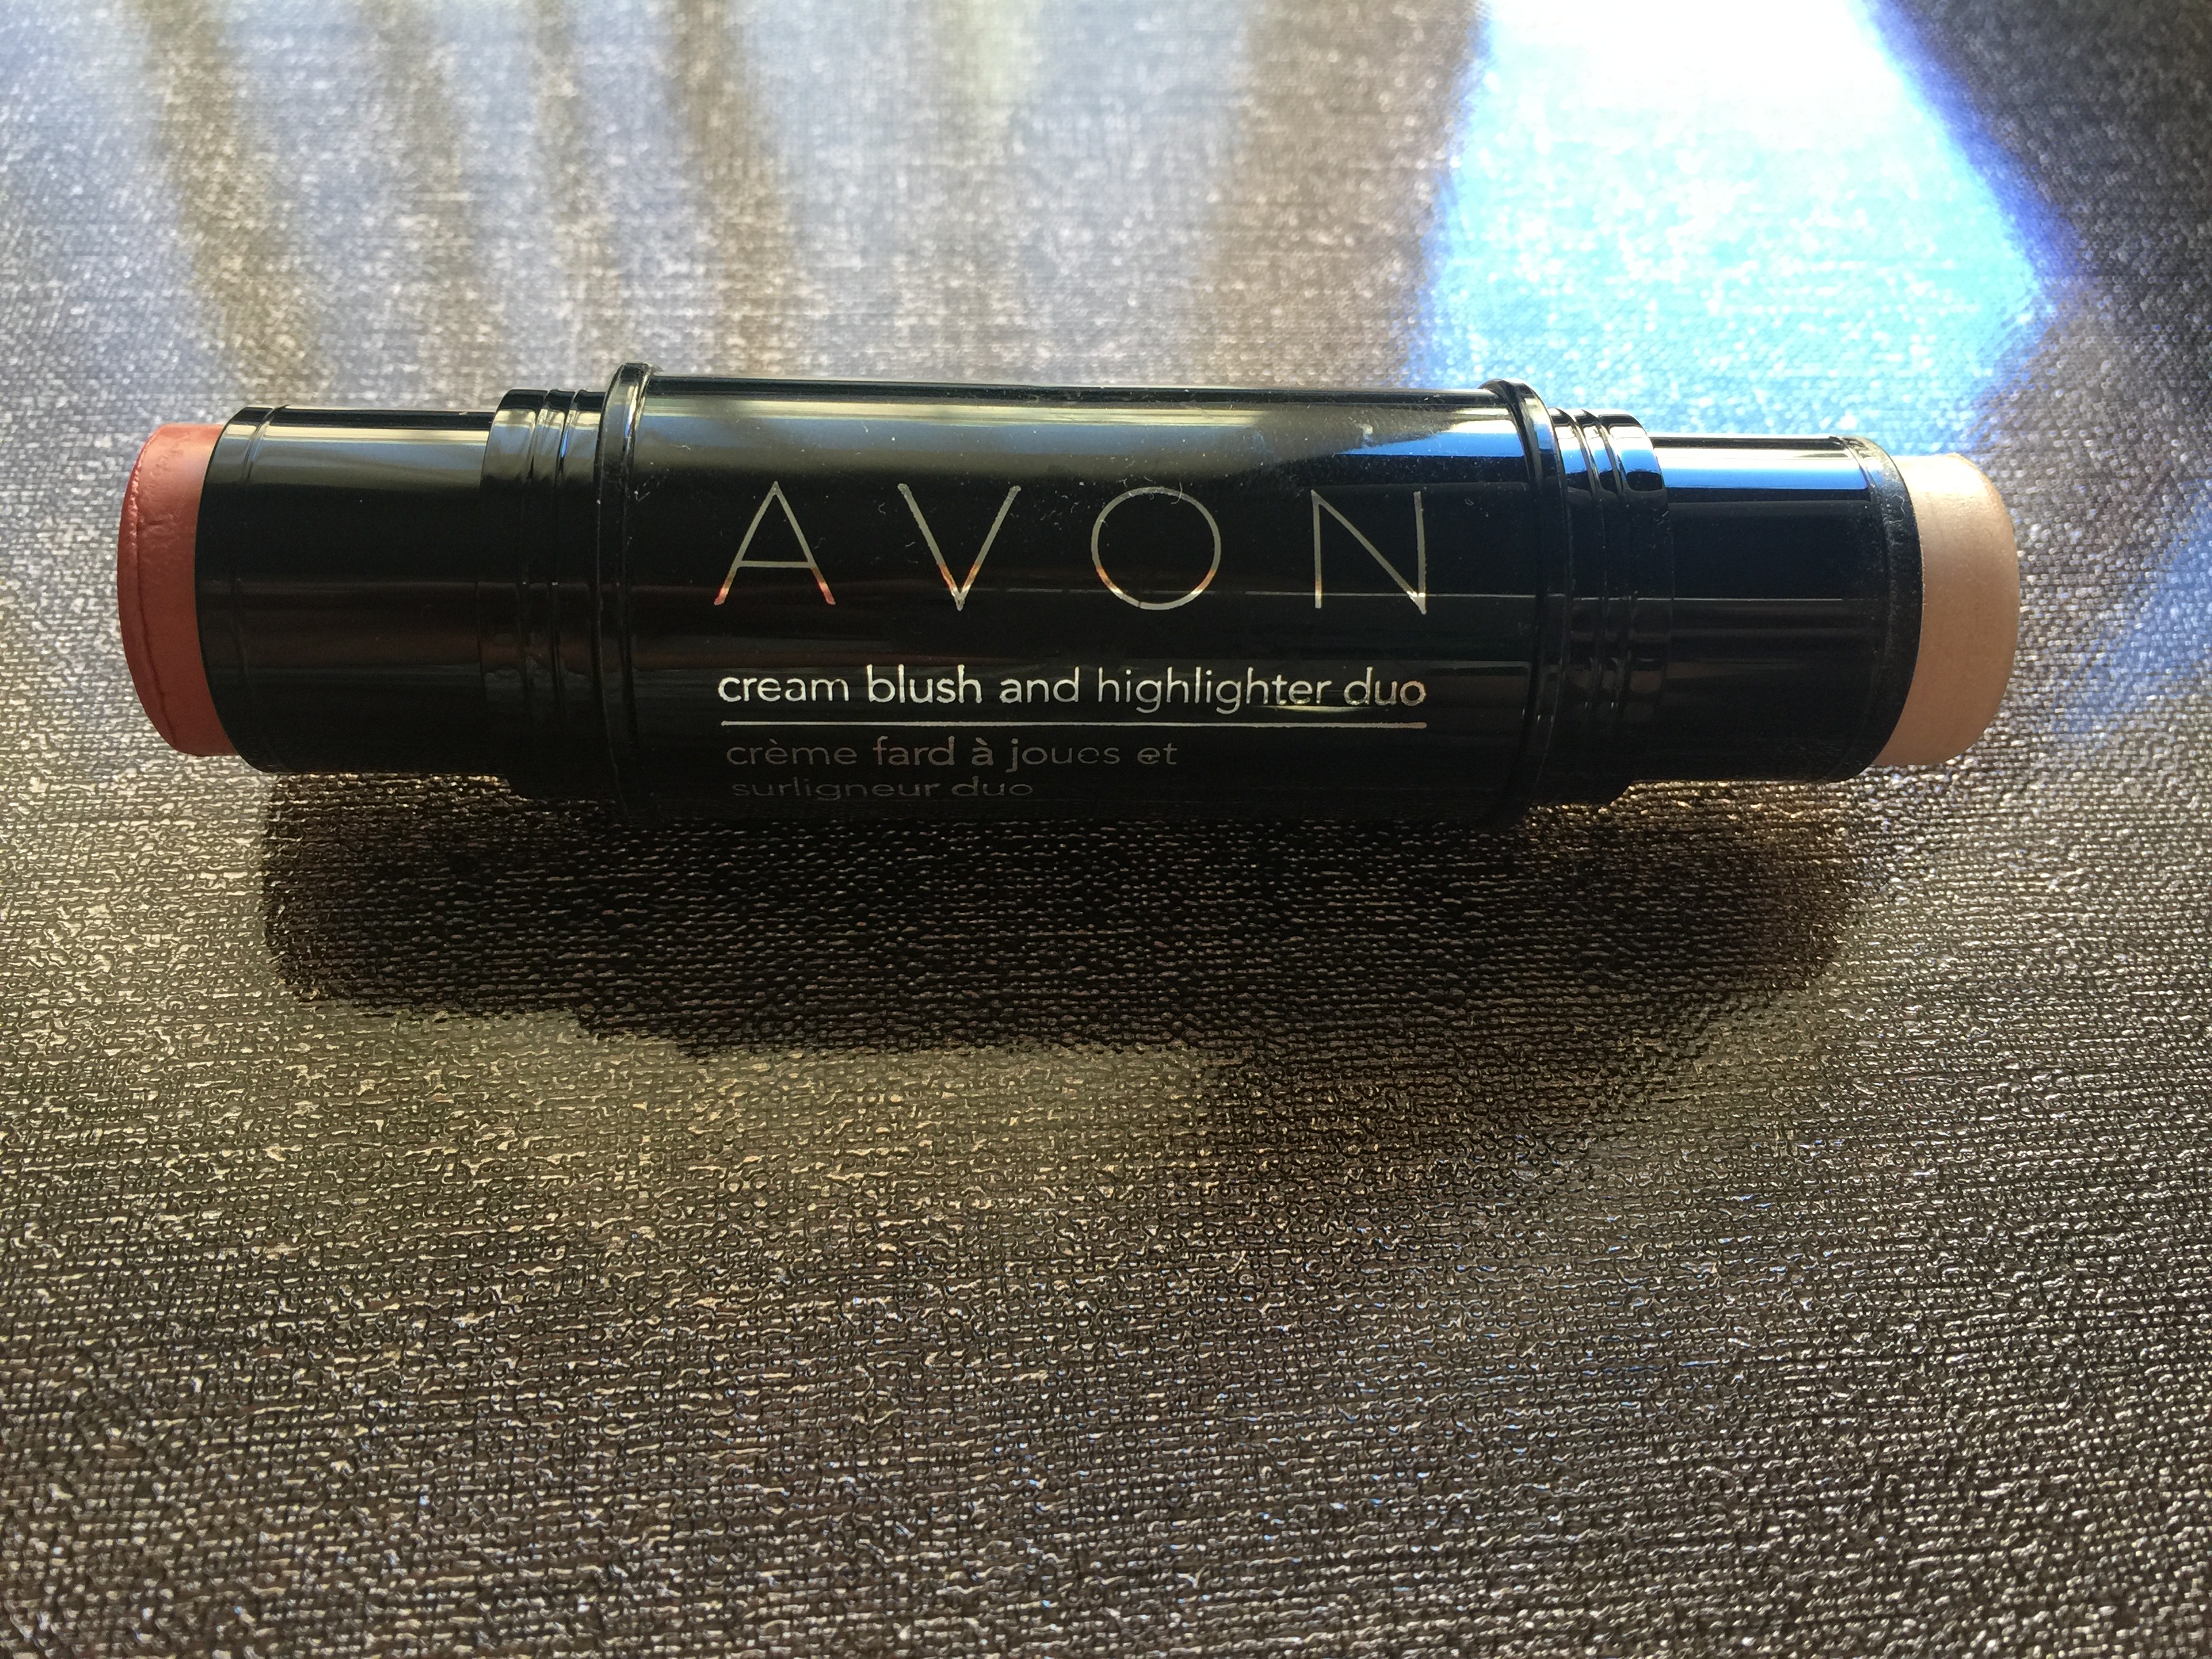 AVON
cream blush and highlighter duo
crème fard à joues et
surligneur duo